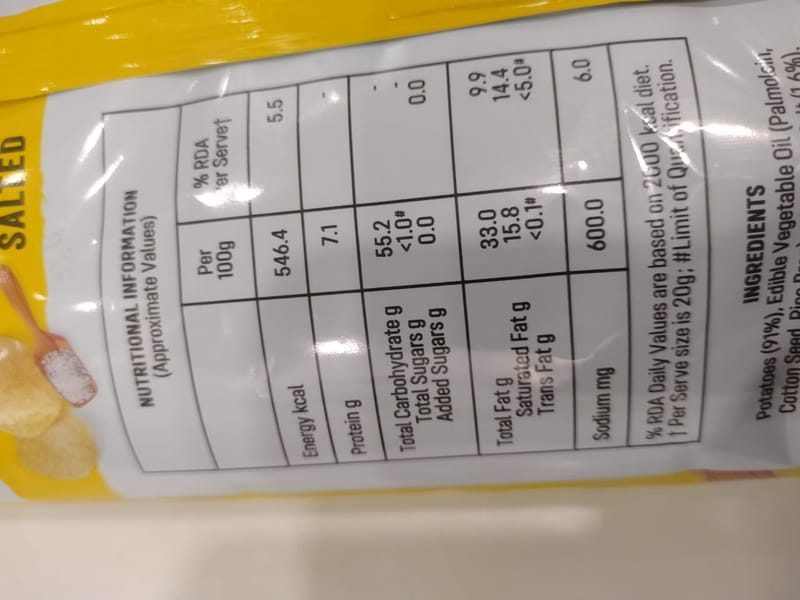 SALTED
NUTRITIONAL INFORMATION
(Approximate Values)
Per 100g % RDA Per Serve†
Energy kcal 546.4 5.5
Protein g 7.1 -
Total Carbohydrate g 55.2 -
Total Sugars g <1.0# -
Added Sugars g 0.0 0.0
Total Fat g 33.0 9.9
Saturated Fat g 15.8 14.4
Trans Fat g <0.1# <5.0#
Sodium mg 600.0 6.0
% RDA Daily Values are based on 2000 kcal diet.
† Per Serve size is 20g; #Limit of Quantification.
INGREDIENTS
Potatoes (91%), Edible Vegetable Oil (Palmolein,
Cotton Seed, (1.6%),